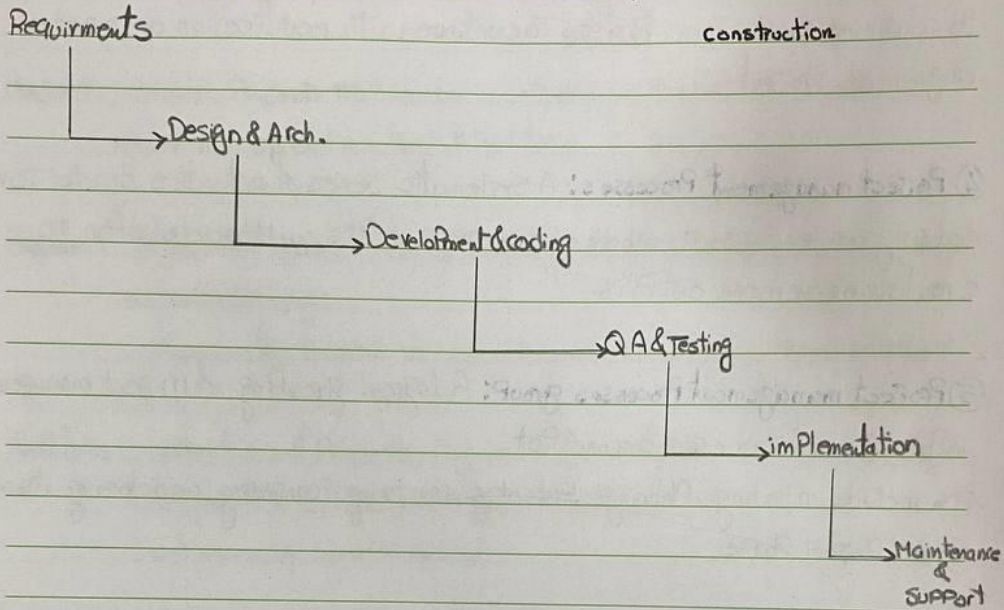 Requirments
construction
Design & Arch.
Development & coding
QA & Testing
imPlementation
Maintenance
&
SUPPort